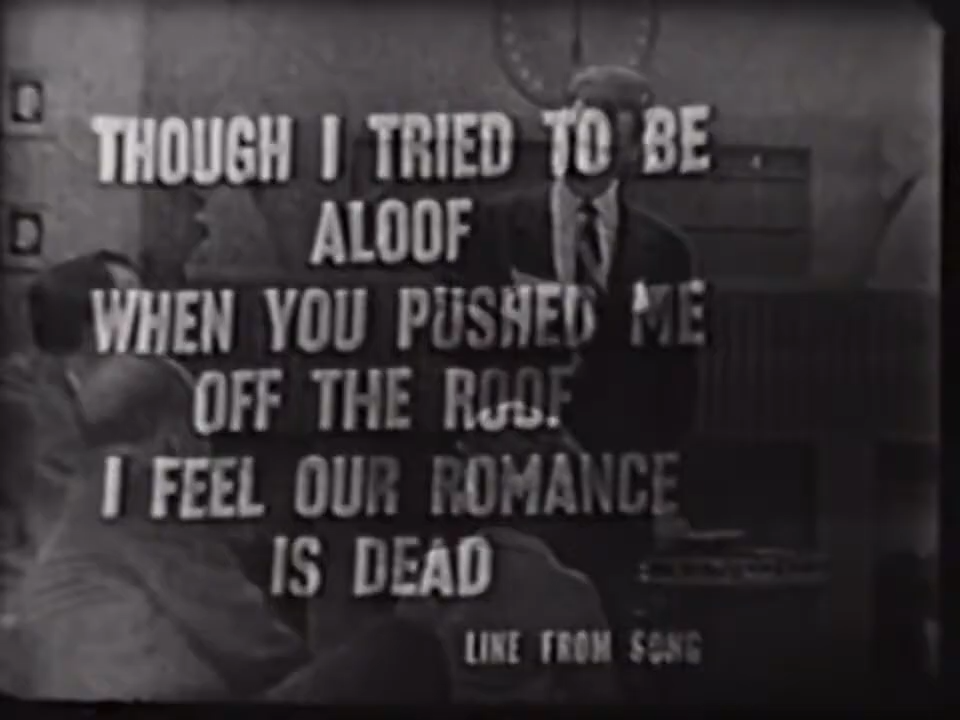 THOUGH I TRIED TO BE
ALOOF
WHEN YOU PUSHED ME
OFF THE ROOF
I FEEL OUR ROMANCE
IS DEAD
LINE FROM SONG